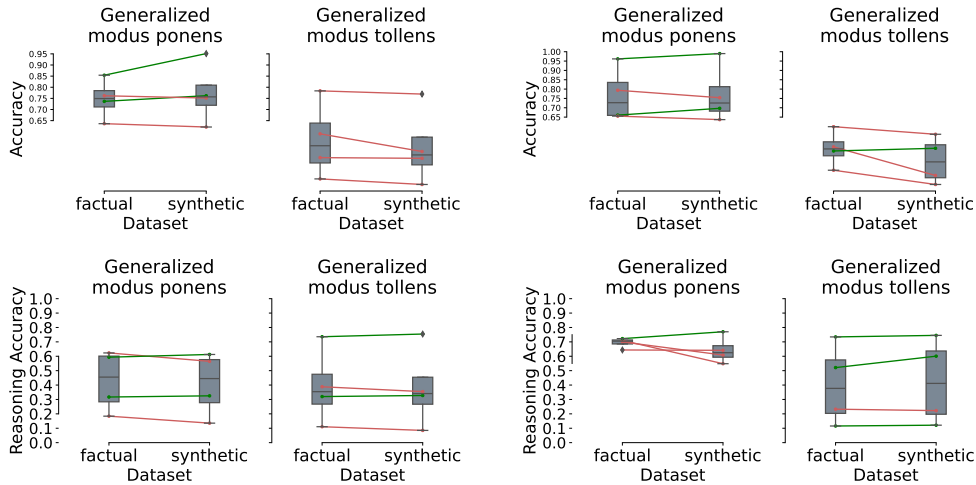 Generalized
modus ponens
Generalized
modus tollens
Accuracy
0.95
0.90
0.85
0.80
0.75
0.70
0.65
factual synthetic
Dataset
factual synthetic
Dataset
Generalized
modus ponens
Generalized
modus tollens
Accuracy
1.00
0.95
0.90
0.85
0.80
0.75
0.70
0.65
factual synthetic
Dataset
factual synthetic
Dataset
Generalized
modus ponens
Generalized
modus tollens
Reasoning Accuracy
1.0
0.9
0.8
0.7
0.6
0.5
0.4
0.3
0.2
0.1
0.0
factual synthetic
Dataset
factual synthetic
Dataset
Generalized
modus ponens
Generalized
modus tollens
Reasoning Accuracy
1.0
0.9
0.8
0.7
0.6
0.5
0.4
0.3
0.2
0.1
0.0
factual synthetic
Dataset
factual synthetic
Dataset